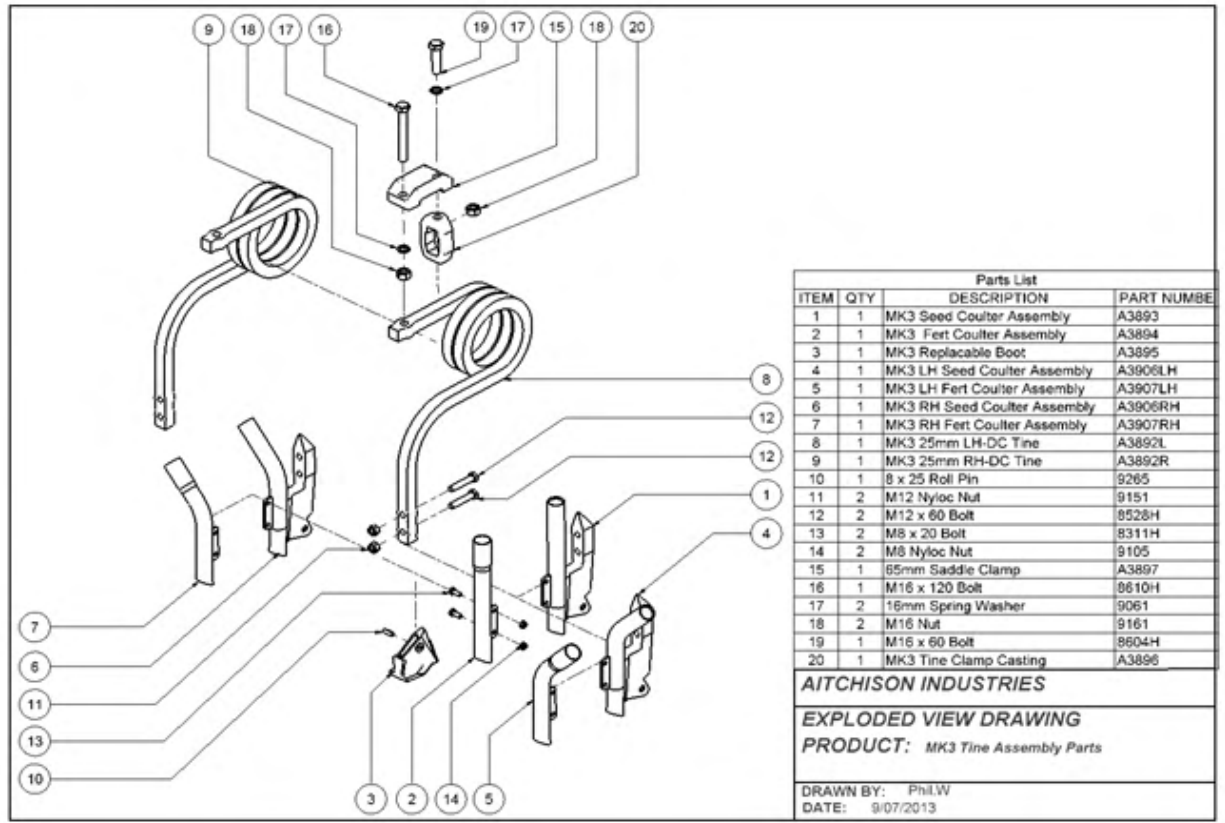 9 18 17 16 19 17 15 18 20
8
12
12
1
4
7
6
11
13
10
3 2 14 5
Parts List
ITEM QTY DESCRIPTION PART NUMBE
1 1 MK3 Seed Coulter Assembly A3893
2 1 MK3 Fert Coulter Assembly A3894
3 1 MK3 Replacable Boot A3895
4 1 MK3 LH Seed Coulter Assembly A3906LH
5 1 MK3 LH Fert Coulter Assembly A3907LH
6 1 MK3 RH Seed Coulter Assembly A3906RH
7 1 MK3 RH Fert Coulter Assembly A3907RH
8 1 MK3 25mm LH-DC Tine A3892L
9 1 MK3 25mm RH-DC Tine A3892R
10 1 8 x 25 Roll Pin 9265
11 2 M12 Nyloc Nut 9151
12 2 M12 x 60 Bolt 8528H
13 2 M8 x 20 Bolt 8311H
14 2 M8 Nyloc Nut 9105
15 1 65mm Saddle Clamp A3897
16 1 M16 x 120 Bolt 8610H
17 2 16mm Spring Washer 9061
18 2 M16 Nut 9161
19 1 M16 x 60 Bolt 8604H
20 1 MK3 Tine Clamp Casting A3896
AITCHISON INDUSTRIES
EXPLODED VIEW DRAWING
PRODUCT: MK3 Tine Assembly Parts
DRAWN BY: Phil.W
DATE: 9/07/2013